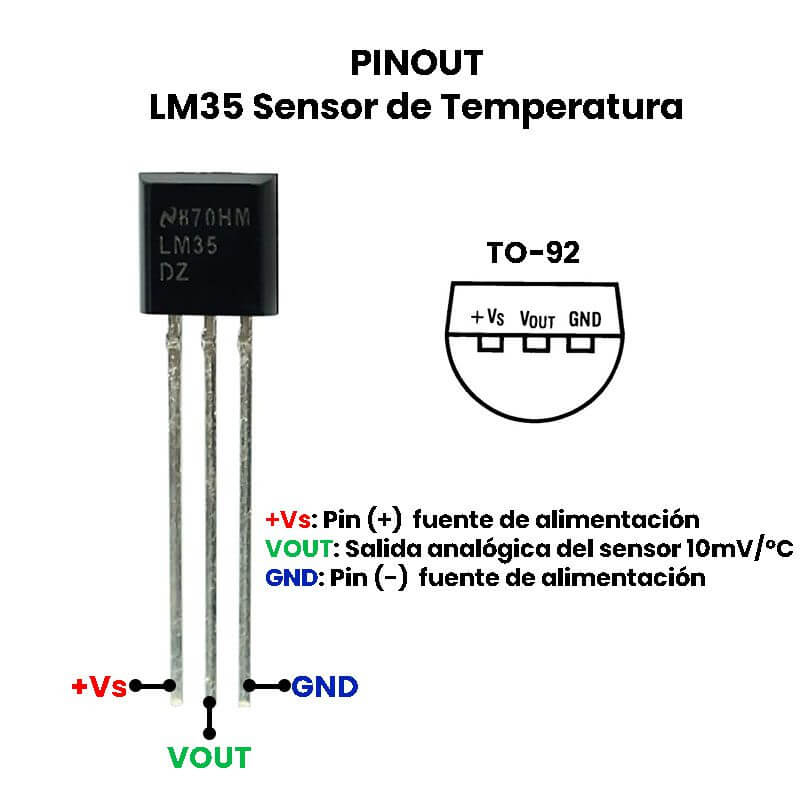 PINOUT
LM35 Sensor de Temperatura
N870HM
LM35
DZ
TO-92
+Vs VOUT GND
+Vs: Pin (+) fuente de alimentación
VOUT: Salida analógica del sensor 10mV/°C
GND: Pin (-) fuente de alimentación
+Vs
GND
VOUT